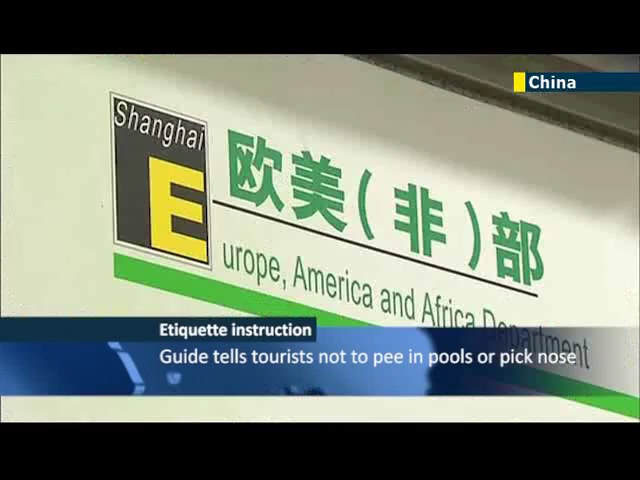 China
Shanghai
E
欧美(非)部
urope, America and Africa Department
Etiquette instruction
Guide tells tourists not to pee in pools or pick nose